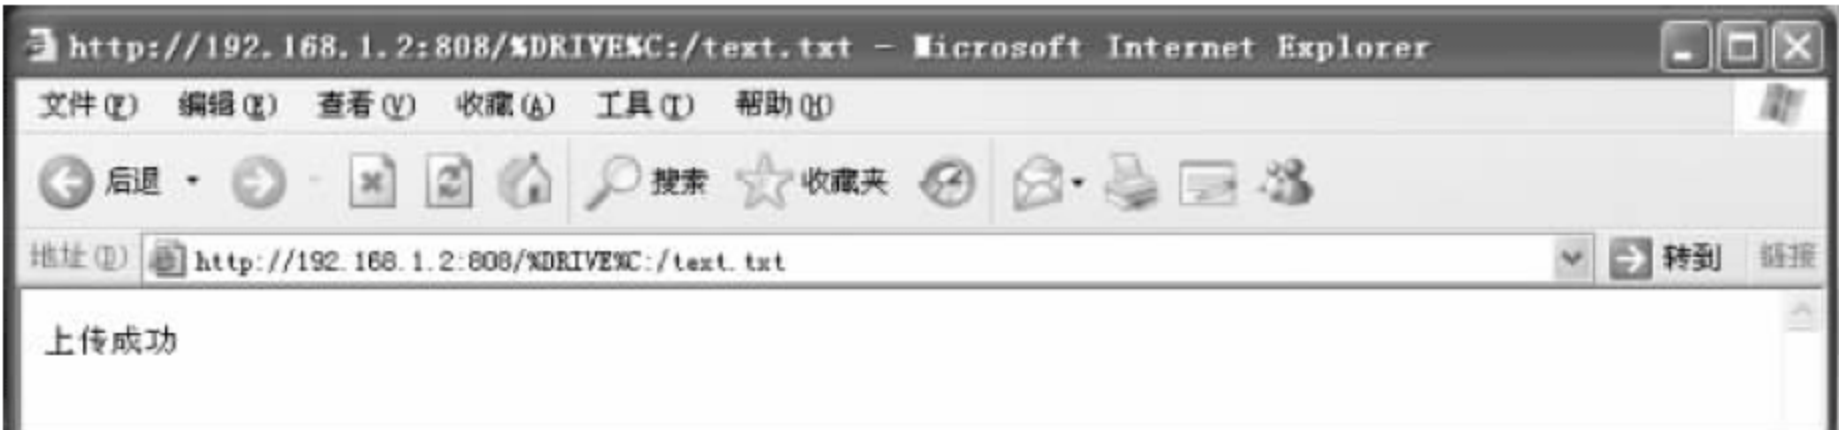 http://192.168.1.2:808/%DRIVE%C:/text.txt - Microsoft Internet Explorer
文件(F) 编辑(E) 查看(V) 收藏(A) 工具(T) 帮助(H)
后退 搜索 收藏夹
地址(D) http://192.168.1.2:808/%DRIVE%C:/text.txt 转到 链接
上传成功